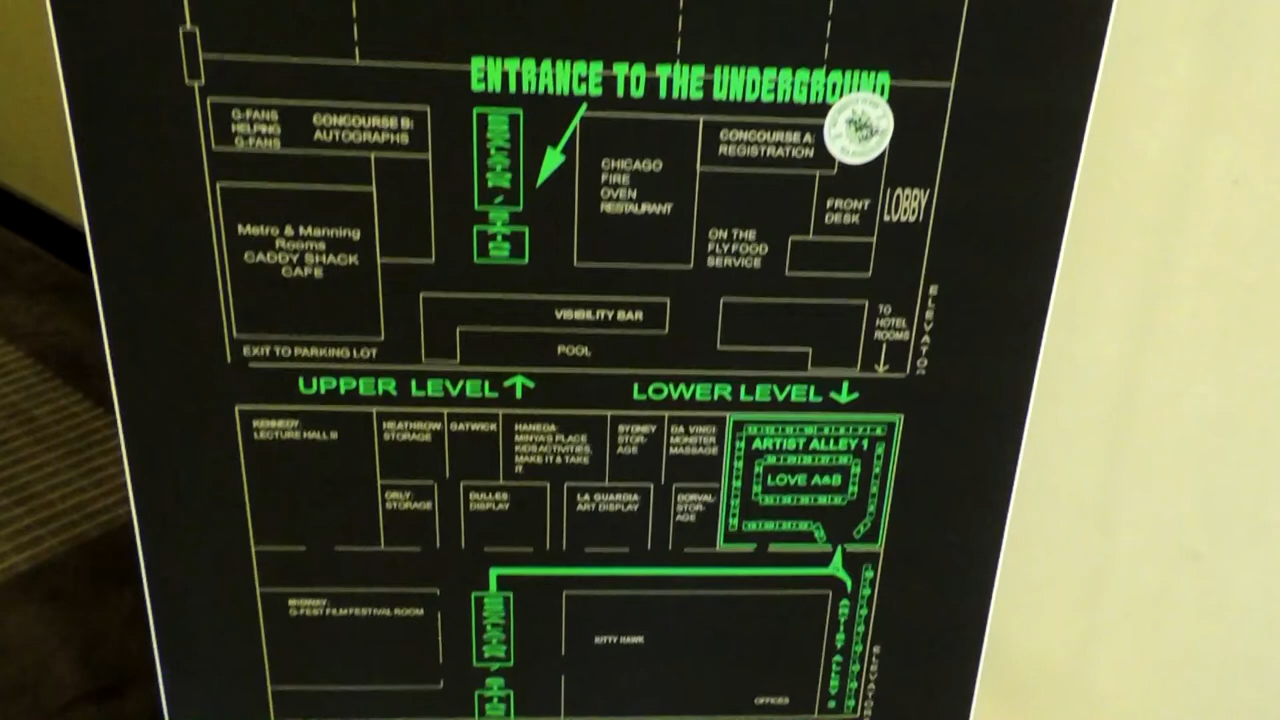 ENTRANCE TO THE UNDERGROUND
G-FANS
HELPING
G-FANS
CONCOURSE B:
AUTOGRAPHS
CHICAGO
FIRE
OVEN
RESTAURANT
CONCOURSE A:
REGISTRATION
FRONT
DESK
LOBBY
Metro & Manning
Rooms
CADDY SHACK
CAFE
ON THE
FLY FOOD
SERVICE
VISIBILITY BAR
POOL
TO
HOTEL
ROOMS
ELEVATOR
EXIT TO PARKING LOT
UPPER LEVEL
LOWER LEVEL
KENNEDY:
LECTURE HALL
HEATHROW
STORAGE
GATWICK
HANEDA:
MINYA'S PLACE
KIDS ACTIVITIES,
MAKE IT & TAKE
IT
SYDNEY
STOR-
AGE
DA VINCI:
MONSTER
MASSAGE
ARTIST ALLEY 1
LOVE A&B
ORLY:
STORAGE
DULLES
DISPLAY
LA GUARDIA:
ART DISPLAY
DORVAL:
STOR-
AGE
MIDWAY:
G-FEST FILM FESTIVAL ROOM
KITTY HAWK
OFFICES